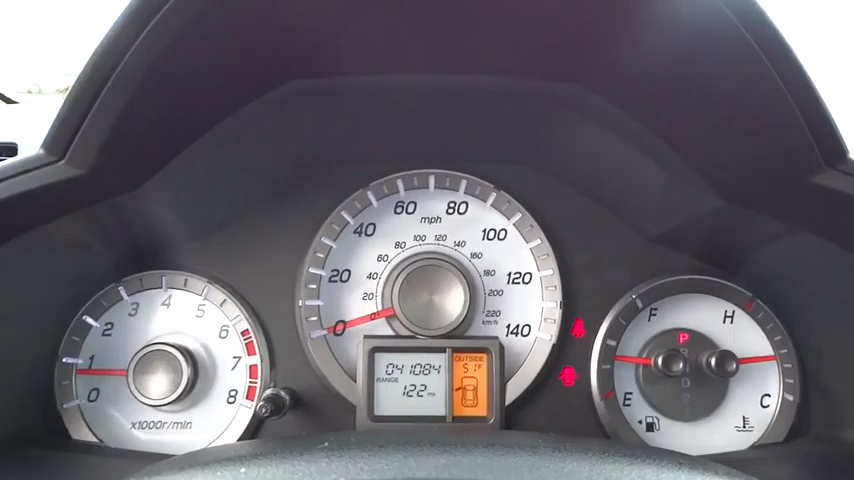 60 80
mph
40 100
100 120
80 140
60 160
20 40 180 120
20 200
0 220
km/h
140
4
3 5
2 6
1 7
0 8
x1000r/min
041084
RANGE
122 mi
OUTSIDE
51°F
F H
P
D
E C